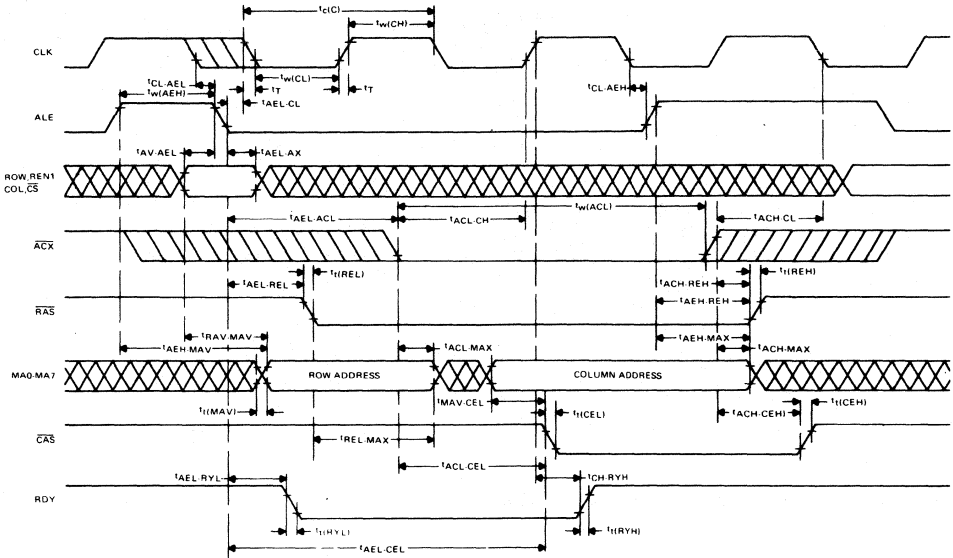 tc(C)
tw(CH)
CLK
tCL-AEL
tw(CL)
tT
tT
tCL-AEH
tw(AEH)
tAEL-CL
ALE
tAV-AEL
tAEL-AX
ROW,REN1
COL,CS
tw(ACL)
tAEL-ACL
tACL-CH
tACH-CL
ACX
tt(REL)
tt(REH)
tAEL-REL
tACH-REH
tAEH-REH
RAS
tRAV-MAV
tACL-MAX
tAEH-MAX
tAEH-MAV
tACH-MAX
MA0-MA7
ROW ADDRESS
COLUMN ADDRESS
tMAV-CEL
tt(CEL)
tt(CEH)
tt(MAV)
tACH-CEH)
CAS
tREL-MAX
tACL-CEL
tAEL-RYL
tCH-RYH
RDY
tt(RYL)
tt(RYH)
tAEL-CEL